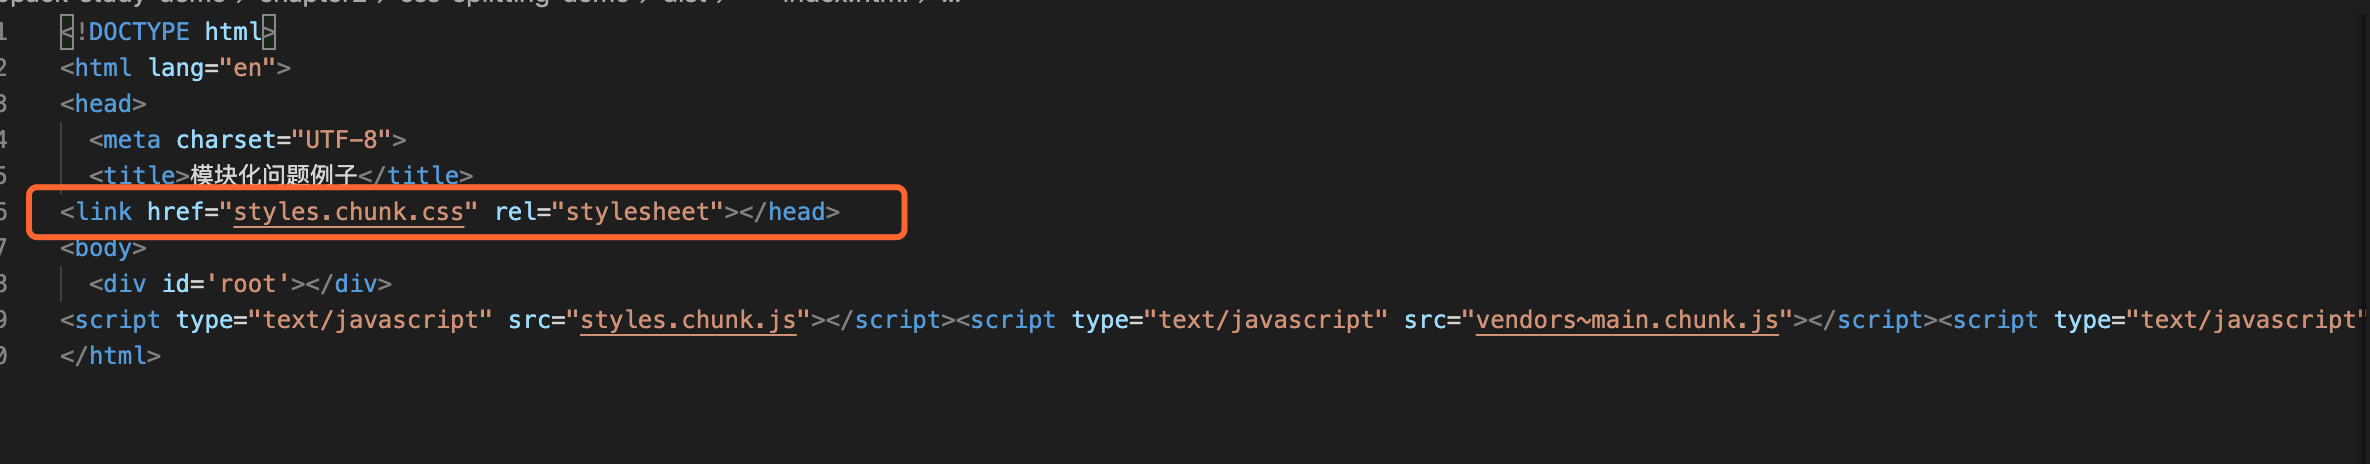 1 <!DOCTYPE html>
2 <html lang="en">
3 <head>
4 <meta charset="UTF-8">
5 <title>模块化问题例子</title>
6 <link href="styles.chunk.css" rel="stylesheet"></head>
7 <body>
8 <div id='root'></div>
9 <script type="text/javascript" src="styles.chunk.js"></script><script type="text/javascript" src="vendors~main.chunk.js"></script><script type="text/javascript"
0 </html>